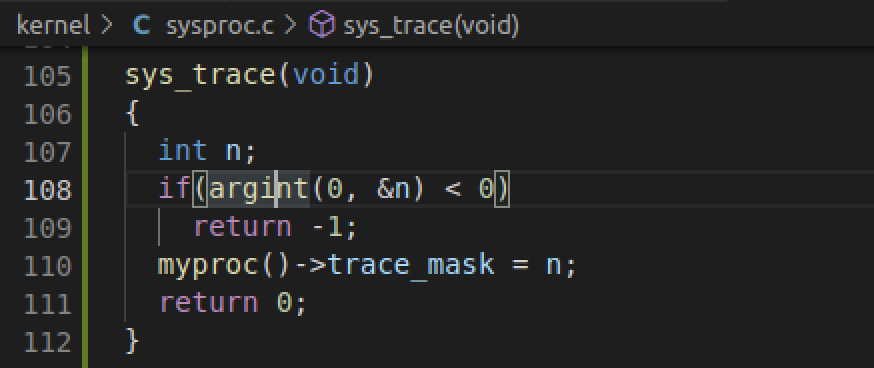 kernel > C sysproc.c > sys_trace(void)
105 sys_trace(void)
106 {
107 int n;
108 if(argint(0, &n) < 0)
109 return -1;
110 myproc()->trace_mask = n;
111 return 0;
112 }